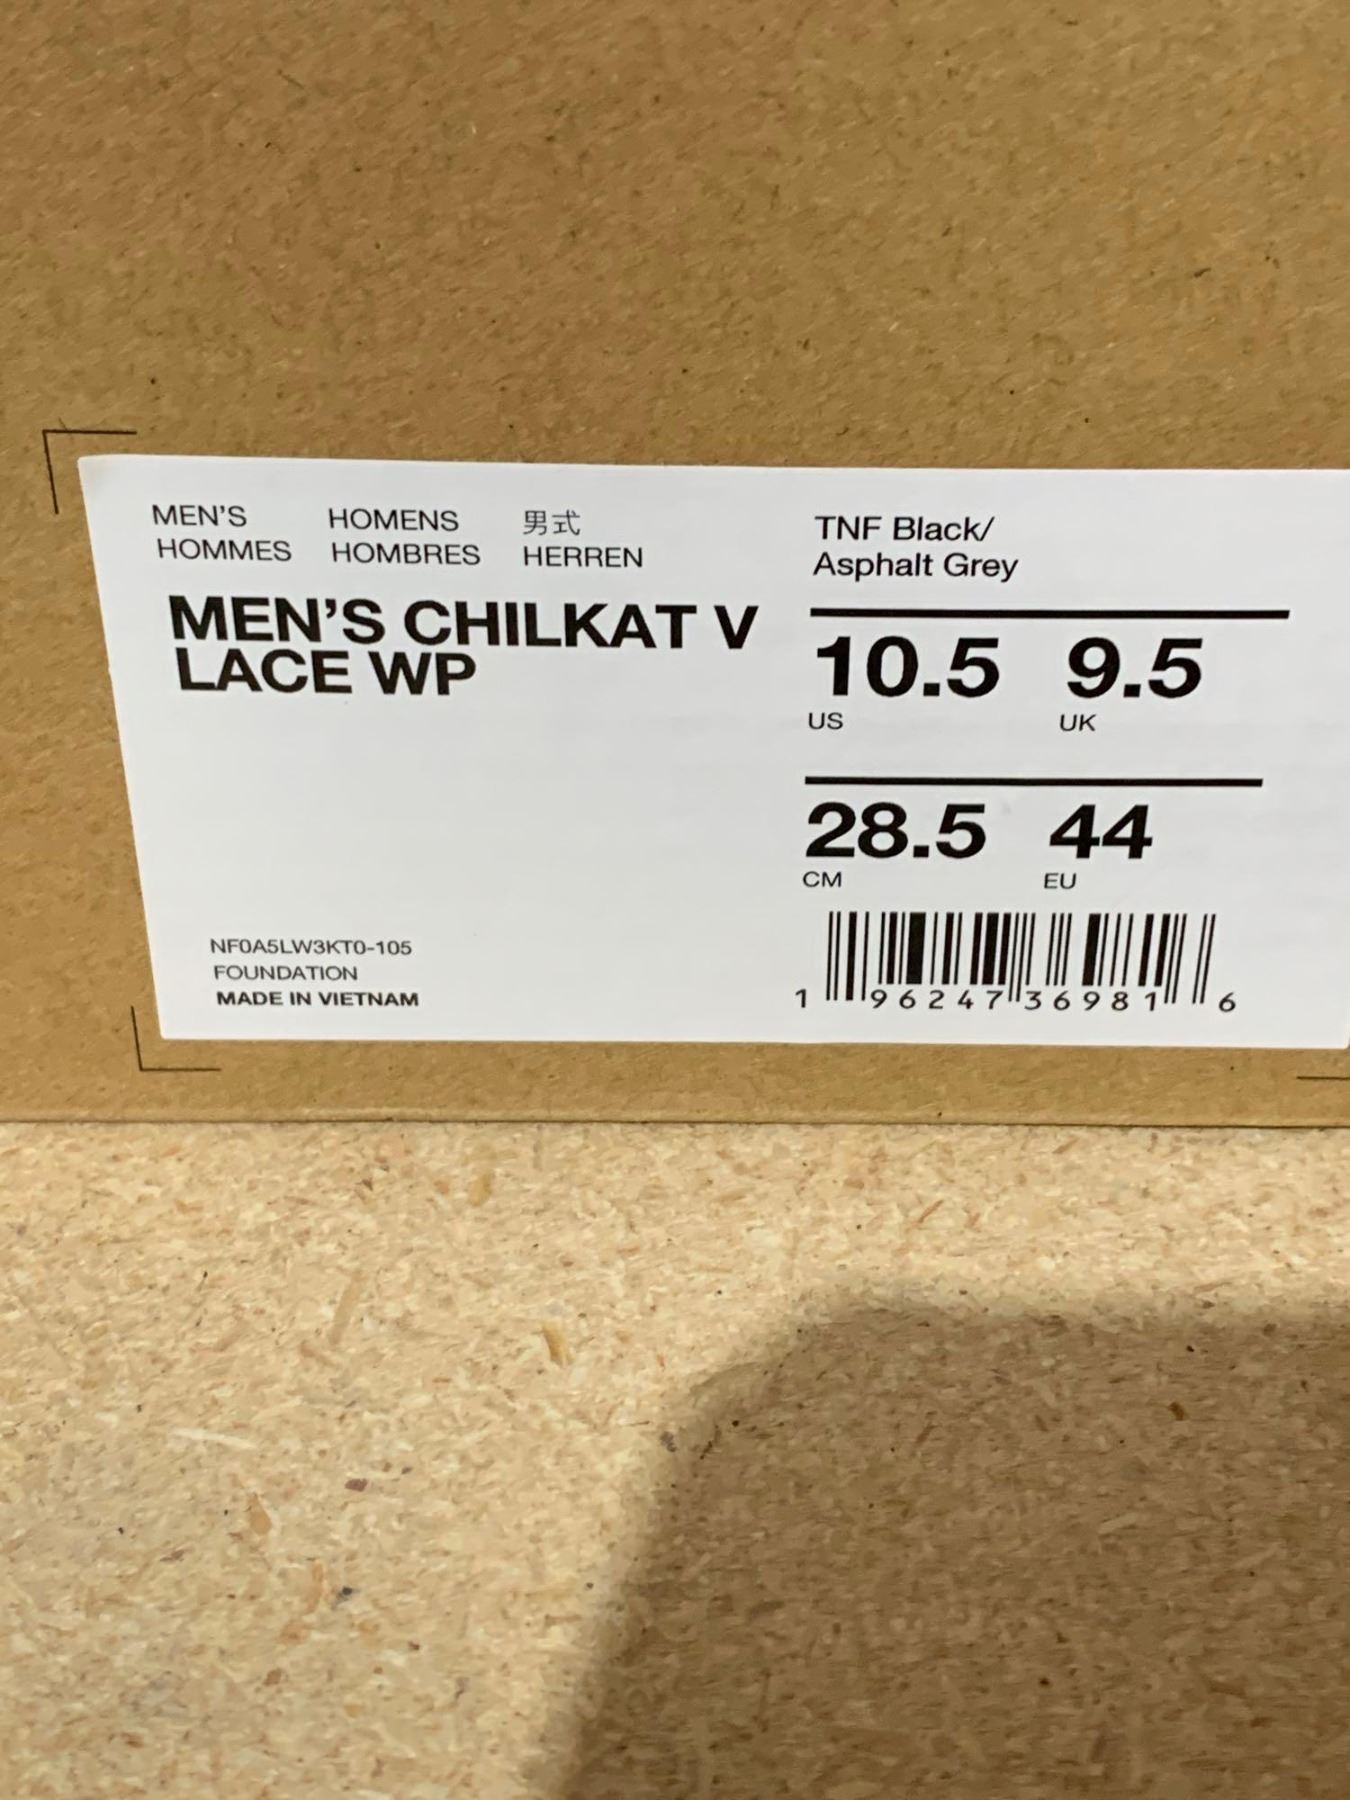 MEN'S HOMENS 男式
HOMMES HOMBRES HERREN
MEN'S CHILKAT V
LACE WP
NF0A5LW3KT0-105
FOUNDATION
MADE IN VIETNAM
TNF Black/
Asphalt Grey
10.5 9.5
US UK
28.5 44
CM EU
1 96247 36981 6